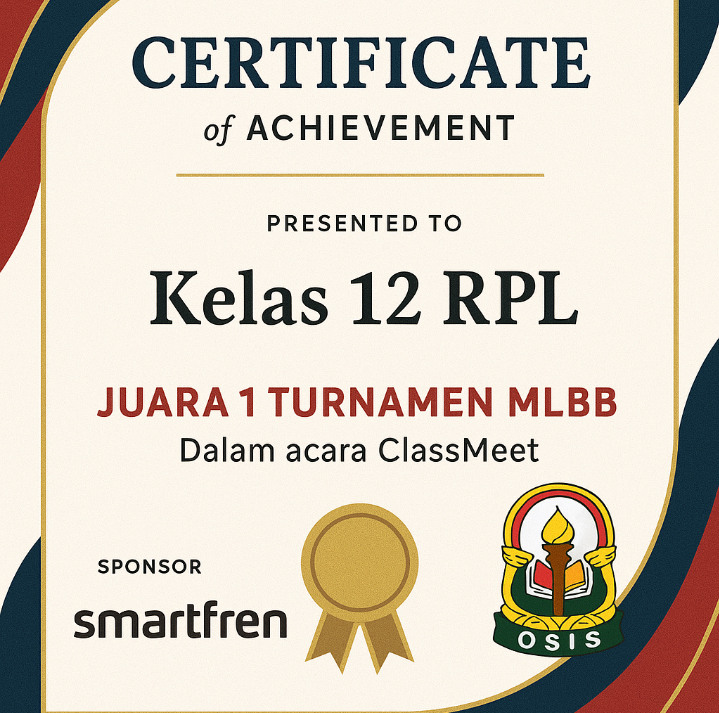 CERTIFICATE
of ACHIEVEMENT
PRESENTED TO
Kelas 12 RPL
JUARA 1 TURNAMEN MLBB
Dalam acara ClassMeet
SPONSOR
smartfren
OSIS